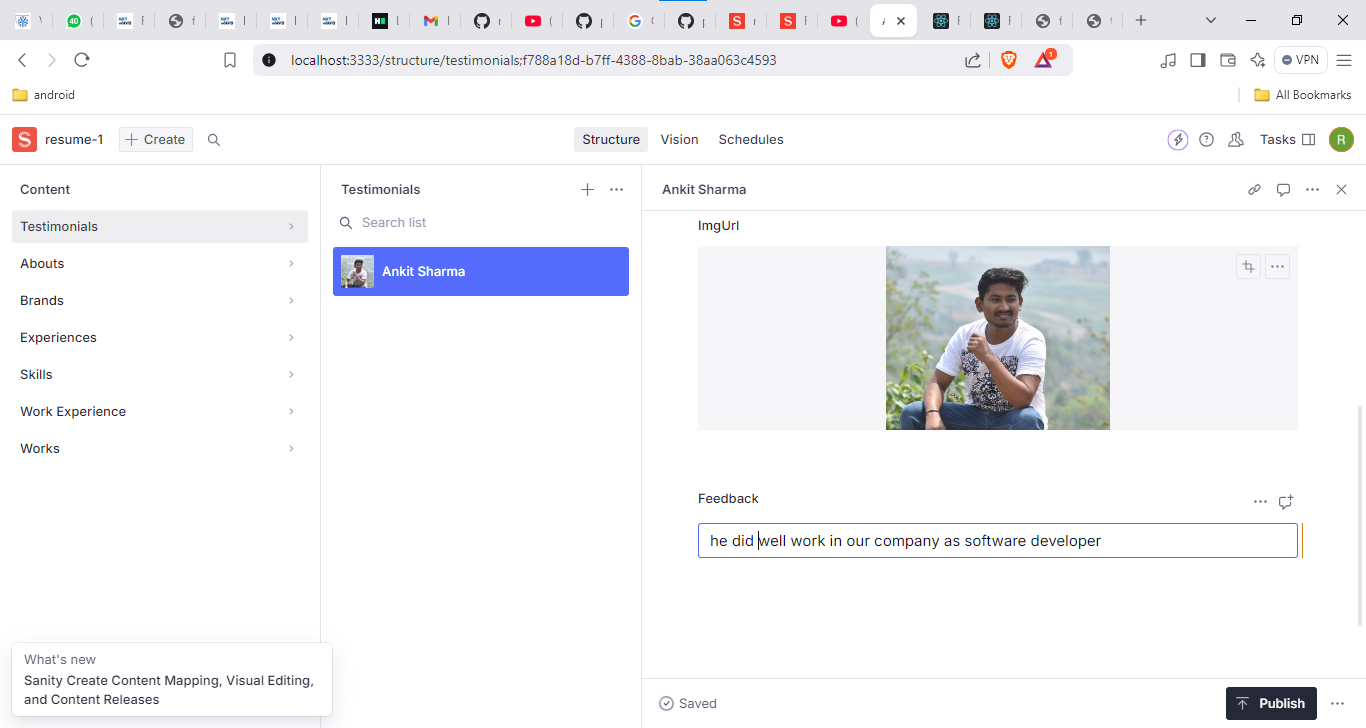 localhost:3333/structure/testimonials;f788a18d-b7ff-4388-8bab-38aa063c4593
1
VPN
android
All Bookmarks
S
resume-1
Create
Structure
Vision
Schedules
Tasks
R
Content
Testimonials
Abouts
Brands
Experiences
Skills
Work Experience
Works
What's new
Sanity Create Content Mapping, Visual Editing,
and Content Releases
Testimonials
Search list
Ankit Sharma
Ankit Sharma
ImgUrl
Feedback
he did well work in our company as software developer
Saved
Publish